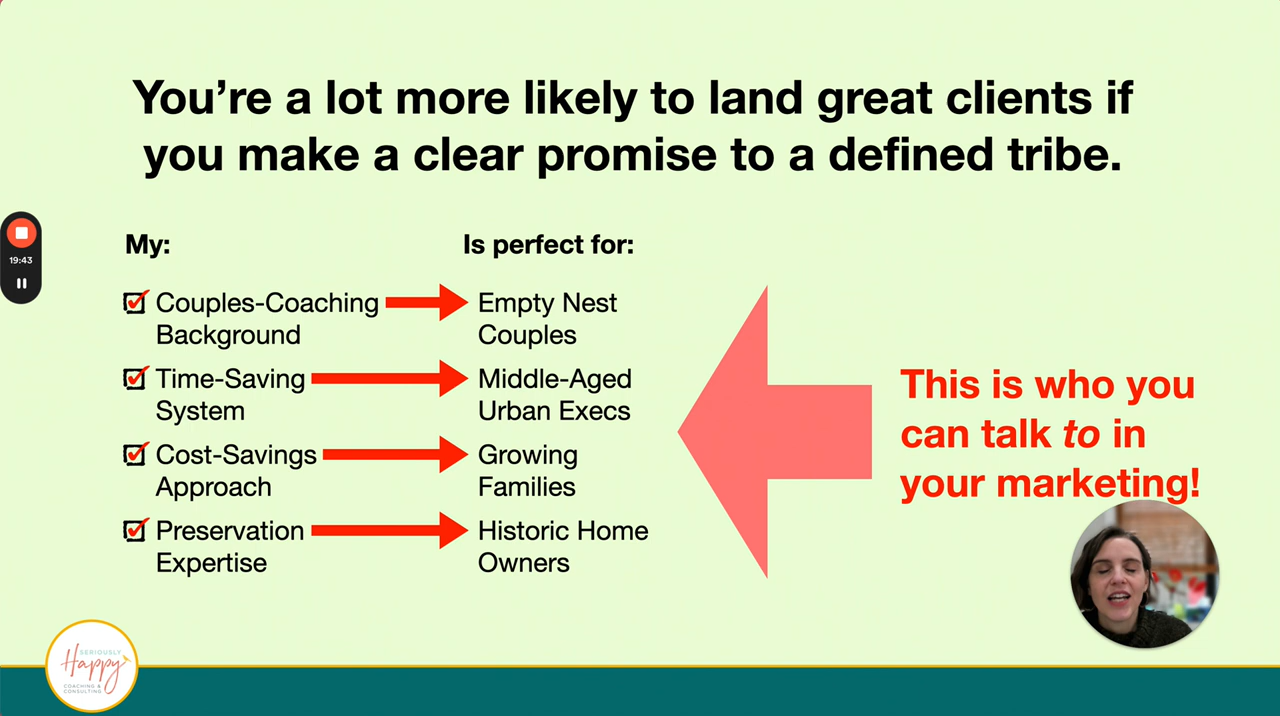 You're a lot more likely to land great clients if
you make a clear promise to a defined tribe.
My:
Is perfect for:
Couples-Coaching
Background
Empty Nest
Couples
Time-Saving
System
Middle-Aged
Urban Execs
Cost-Savings
Approach
Growing
Families
Preservation
Expertise
Historic Home
Owners
This is who you
can talk to in
your marketing!
19:43
SERIOUSLY
Happy
COACHING &
CONSULTING